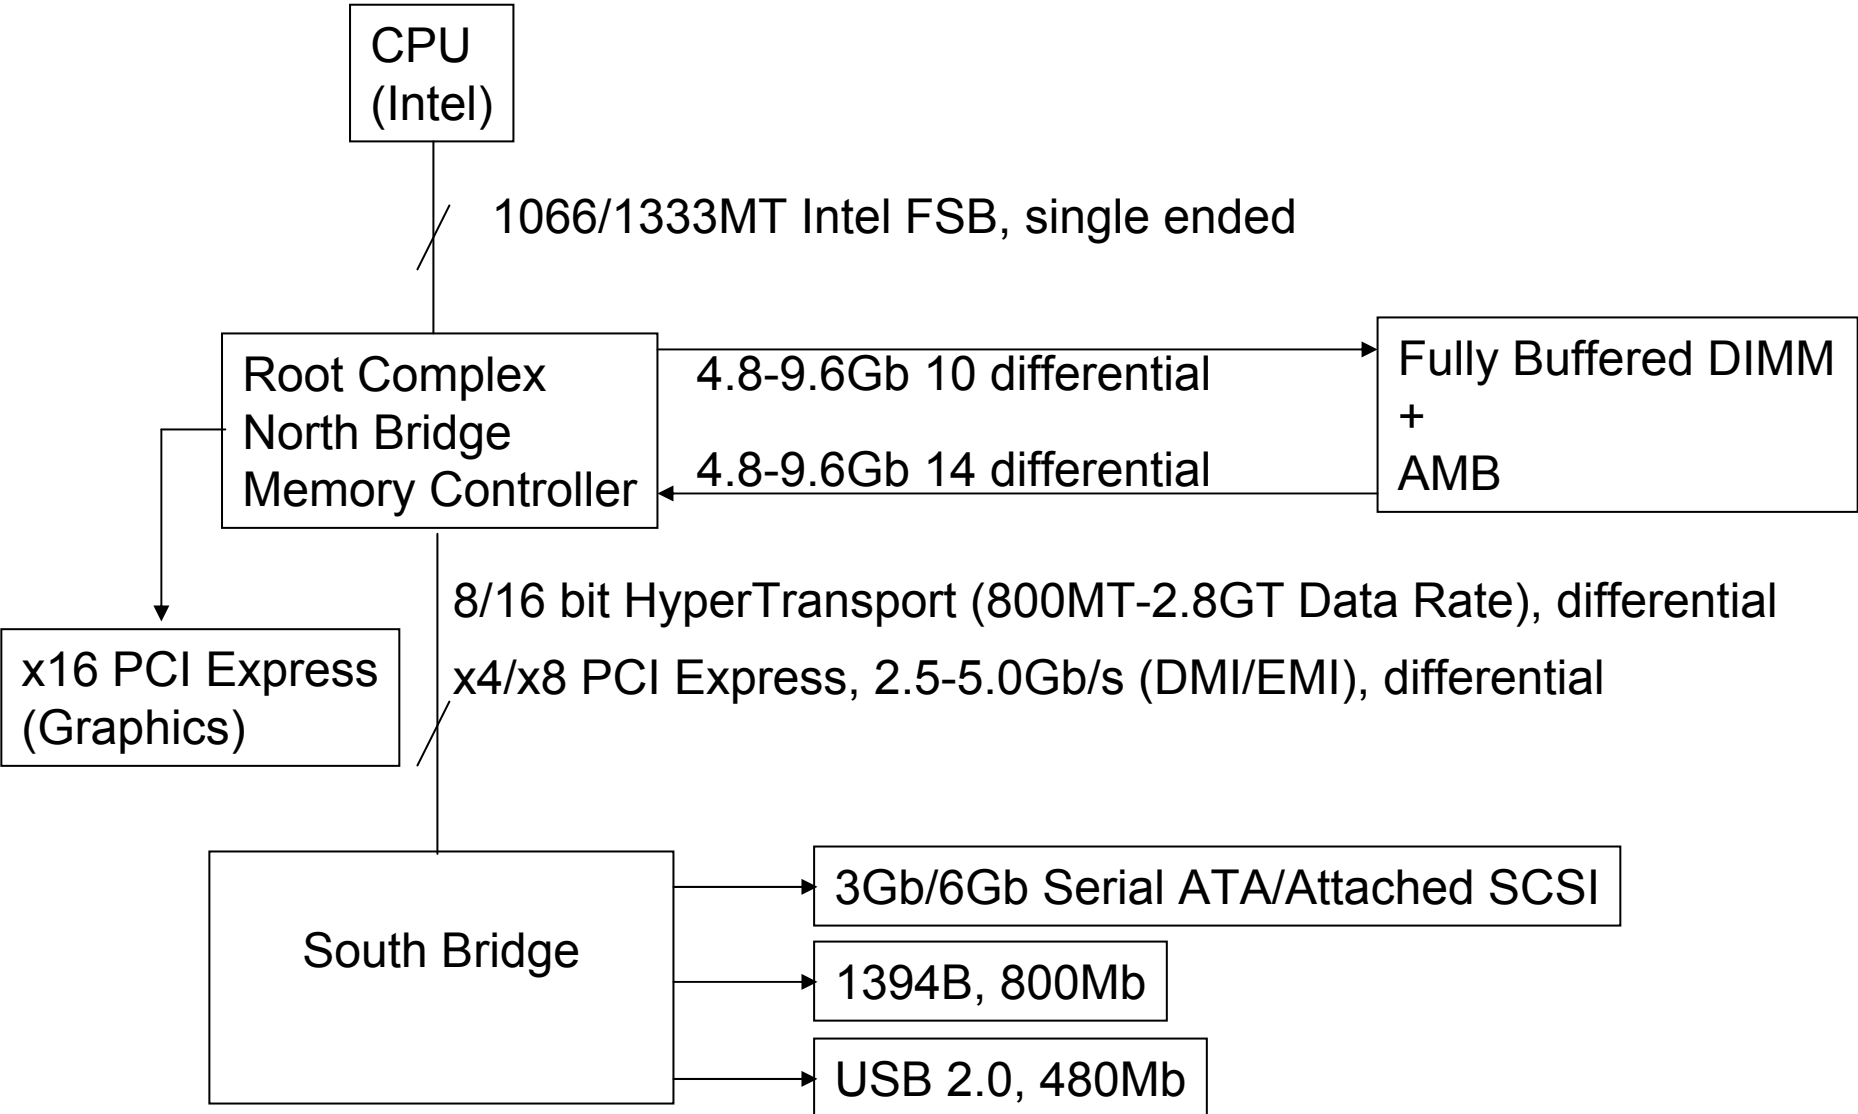 CPU
(Intel)
1066/1333MT Intel FSB, single ended
Root Complex
North Bridge
Memory Controller
4.8-9.6Gb 10 differential
4.8-9.6Gb 14 differential
Fully Buffered DIMM
+
AMB
8/16 bit HyperTransport (800MT-2.8GT Data Rate), differential
x4/x8 PCI Express, 2.5-5.0Gb/s (DMI/EMI), differential
x16 PCI Express
(Graphics)
South Bridge
3Gb/6Gb Serial ATA/Attached SCSI
1394B, 800Mb
USB 2.0, 480Mb